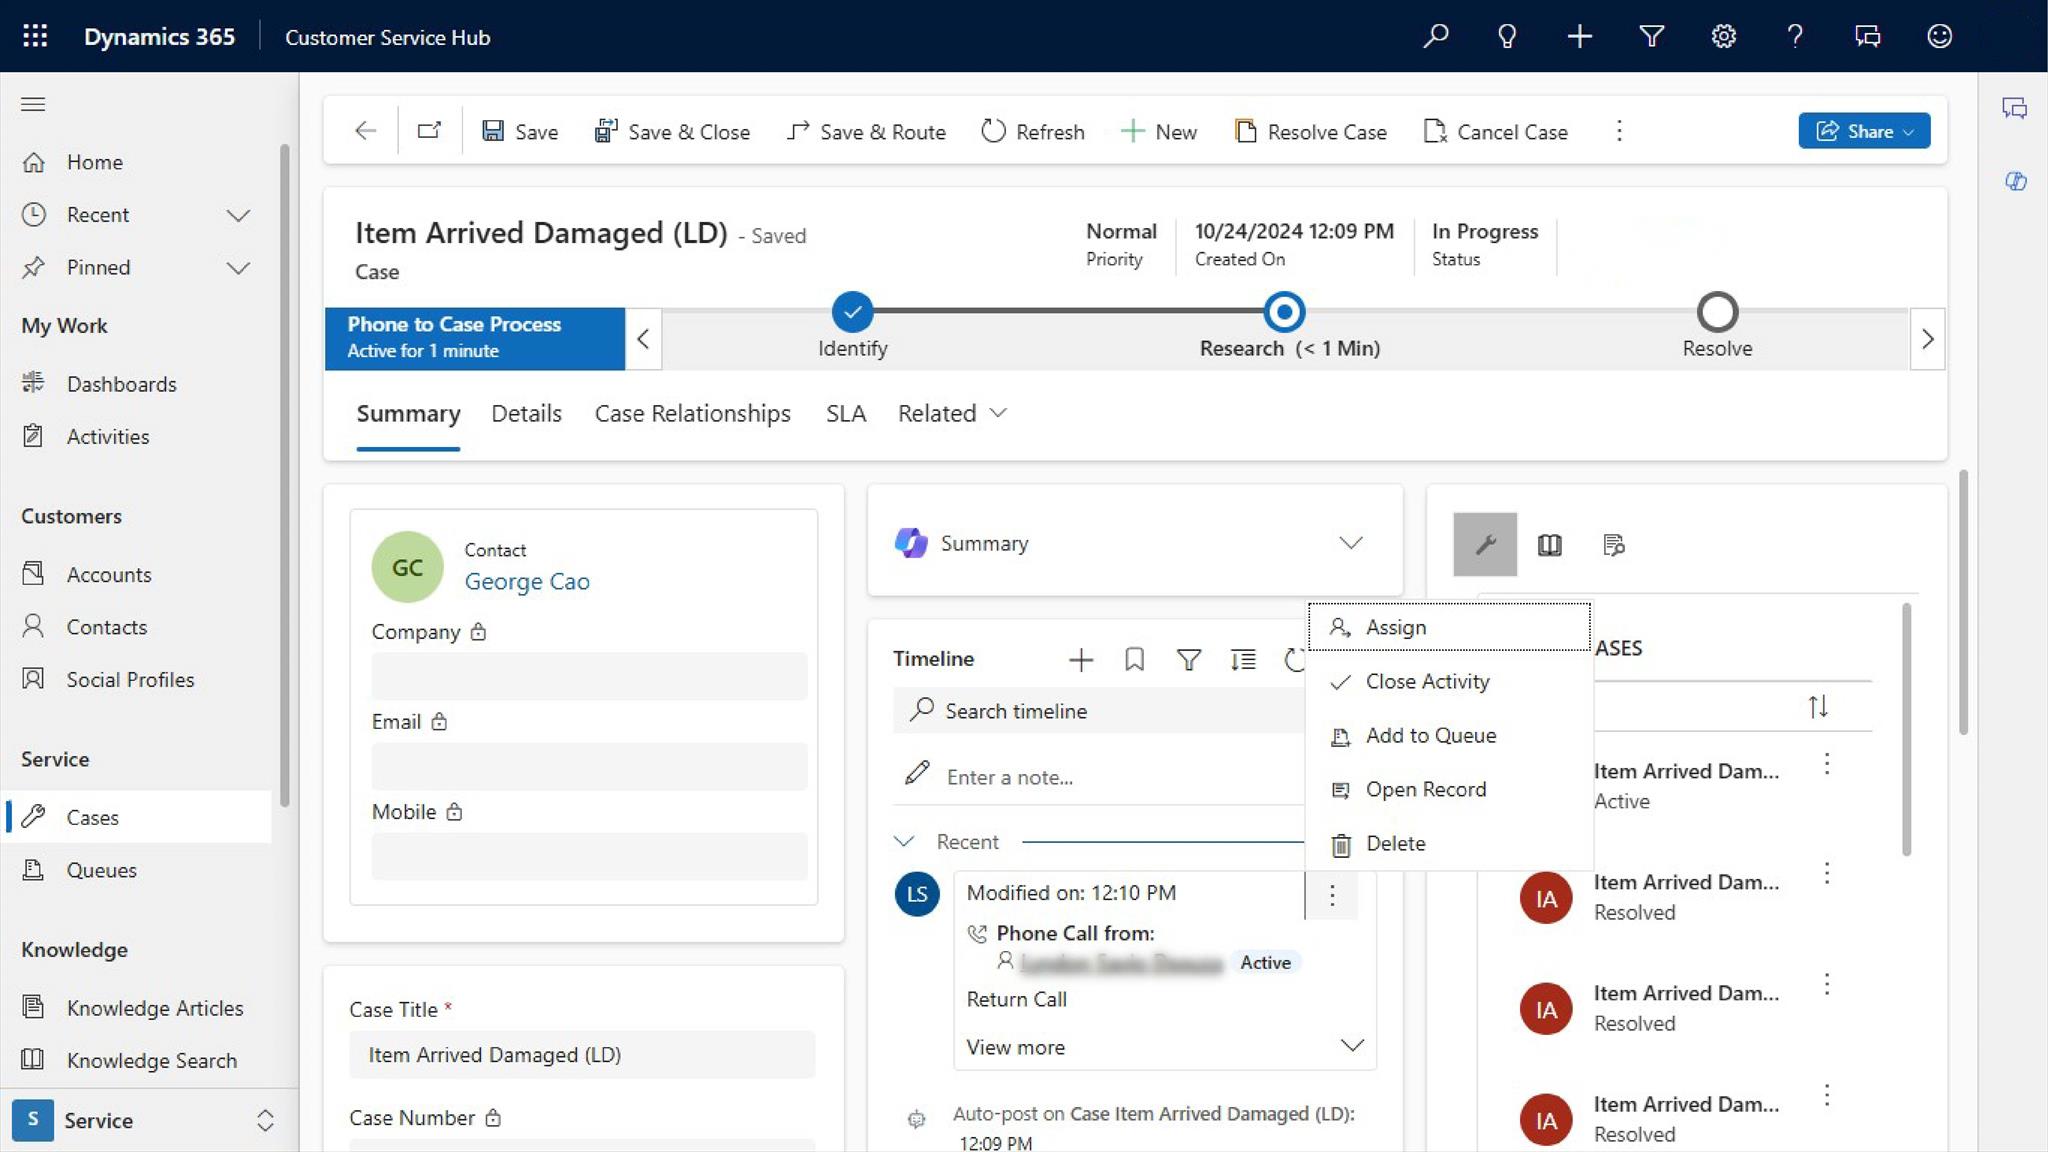 Dynamics 365 Customer Service Hub
Home
Recent
Pinned
My Work
Dashboards
Activities
Customers
Accounts
Contacts
Social Profiles
Service
Cases
Queues
Knowledge
Knowledge Articles
Knowledge Search
S Service
Save Save & Close Save & Route Refresh New Resolve Case Cancel Case Share
Item Arrived Damaged (LD) - Saved
Case
Normal
Priority
10/24/2024 12:09 PM
Created On
In Progress
Status
Phone to Case Process
Active for 1 minute
Identify
Research (< 1 Min)
Resolve
Summary Details Case Relationships SLA Related
GC
Contact
George Cao
Company
Email
Mobile
Case Title *
Item Arrived Damaged (LD)
Case Number
Summary
Timeline
Search timeline
Enter a note...
Recent
LS
Modified on: 12:10 PM
Phone Call from:
Active
Return Call
View more
Auto-post on Case Item Arrived Damaged (LD):
12:09 PM
Assign
Close Activity
Add to Queue
Open Record
Delete
ASES
Item Arrived Dam...
Active
IA
Item Arrived Dam...
Resolved
IA
Item Arrived Dam...
Resolved
IA
Item Arrived Dam...
Resolved